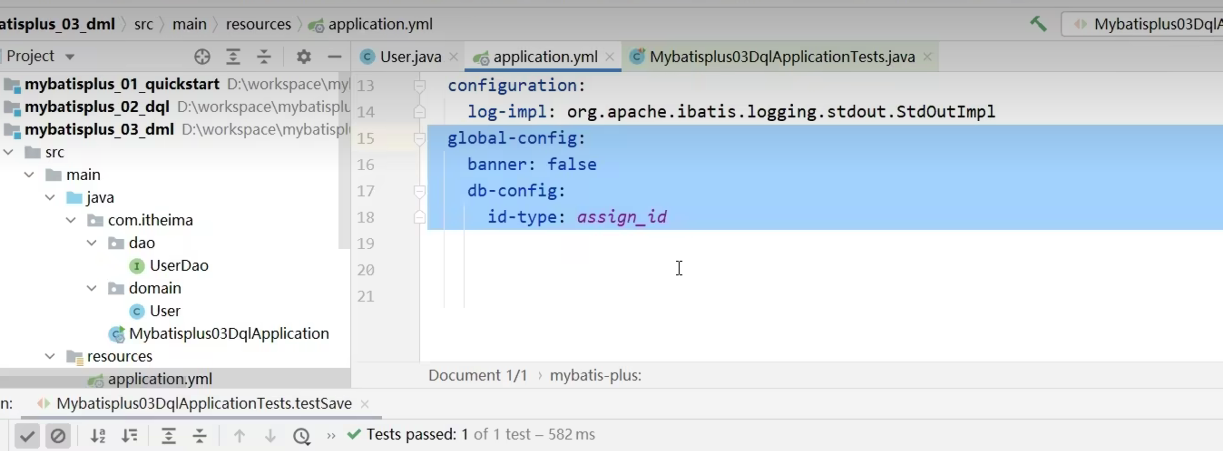 atisplus_03_dml src main resources application.yml
Mybatisplus03DqlA
Project
User.java application.yml Mybatisplus03DqlApplicationTests.java
mybatisplus_01_quickstart D:\workspace\my
mybatisplus_02_dql D:\workspace\mybatispl
mybatisplus_03_dml D:\workspace\mybatispl
src
main
java
com.itheima
dao
UserDao
domain
User
Mybatisplus03DqlApplication
resources
application.yml
13 configuration:
14 log-impl: org.apache.ibatis.logging.stdout.StdOutImpl
15 global-config:
16 banner: false
17 db-config:
18 id-type: assign_id
19
20
21
Document 1/1 › mybatis-plus:
n: Mybatisplus03DqlApplicationTests.testSave
Tests passed: 1 of 1 test – 582 ms